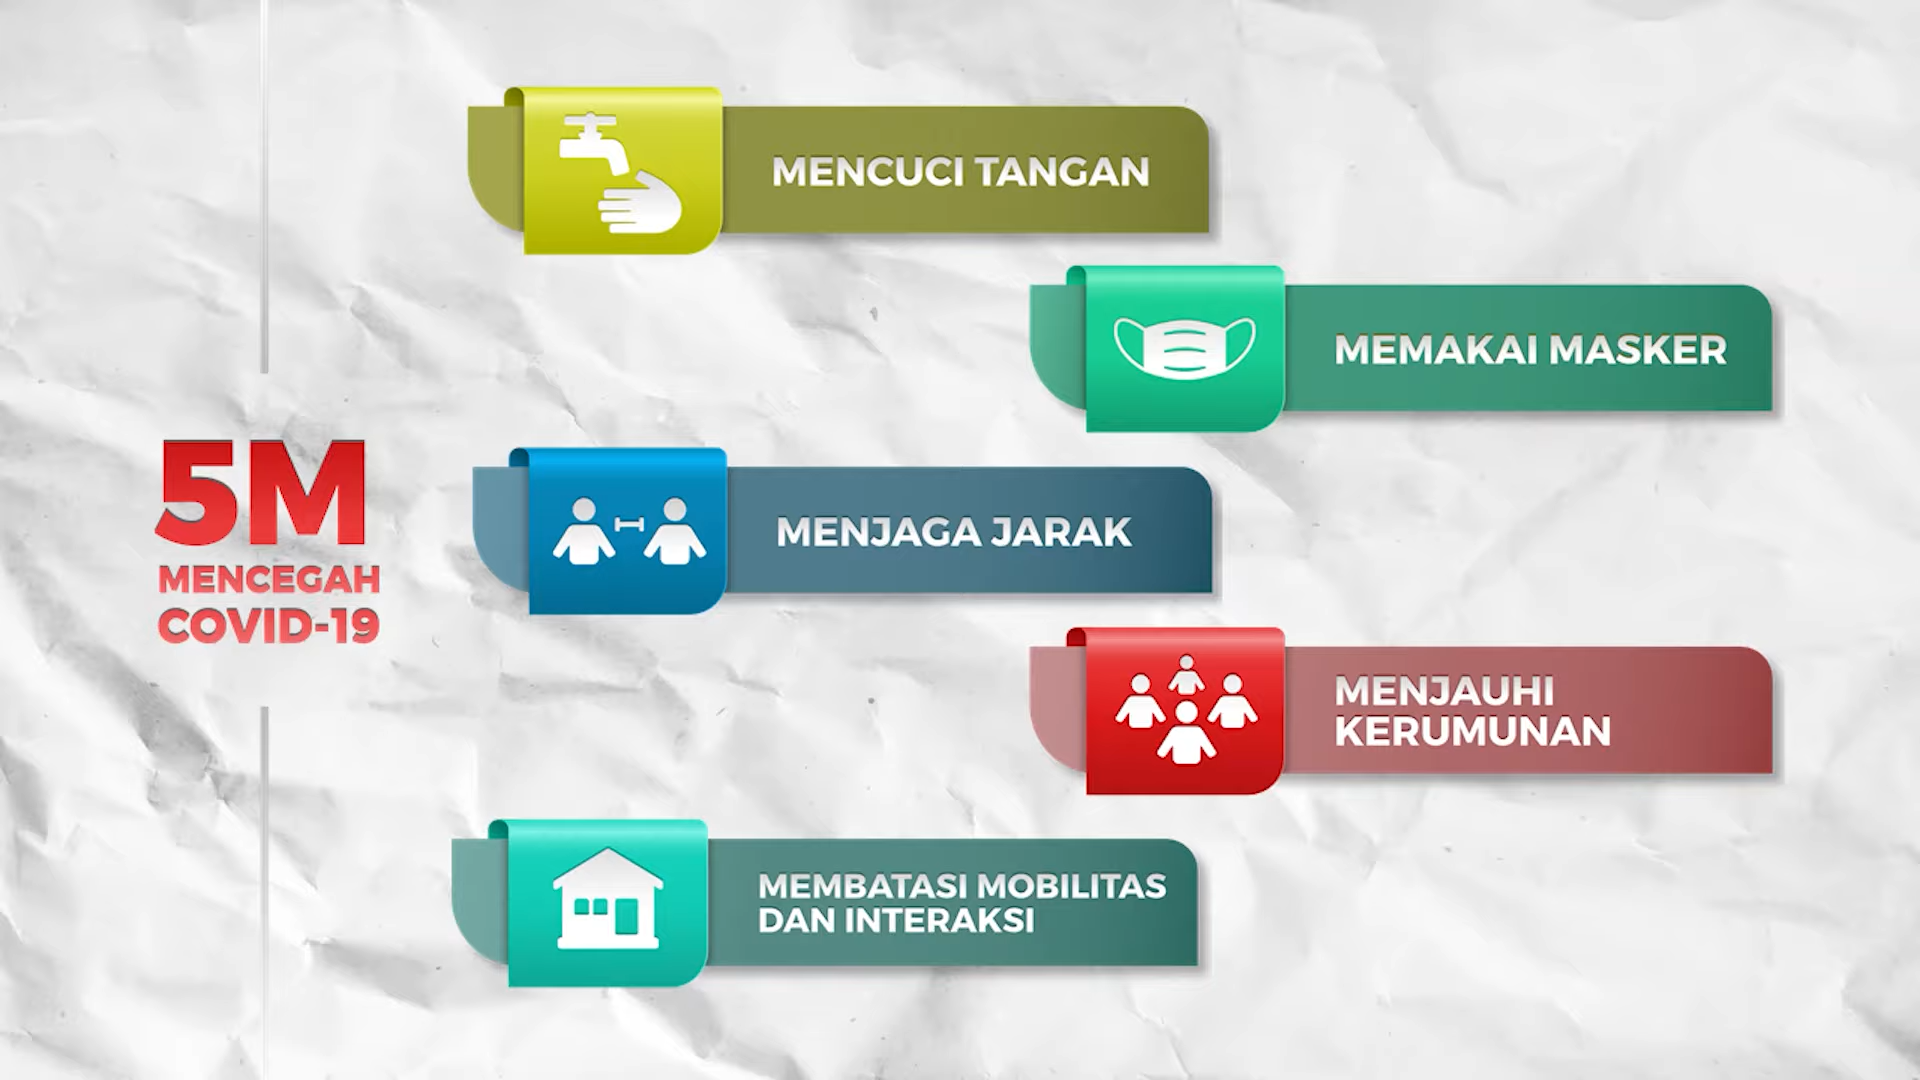 5M
MENCEGAH
COVID-19
MENCUCI TANGAN
MEMAKAI MASKER
MENJAGA JARAK
MENJAUHI
KERUMUNAN
MEMBATASI MOBILITAS
DAN INTERAKSI